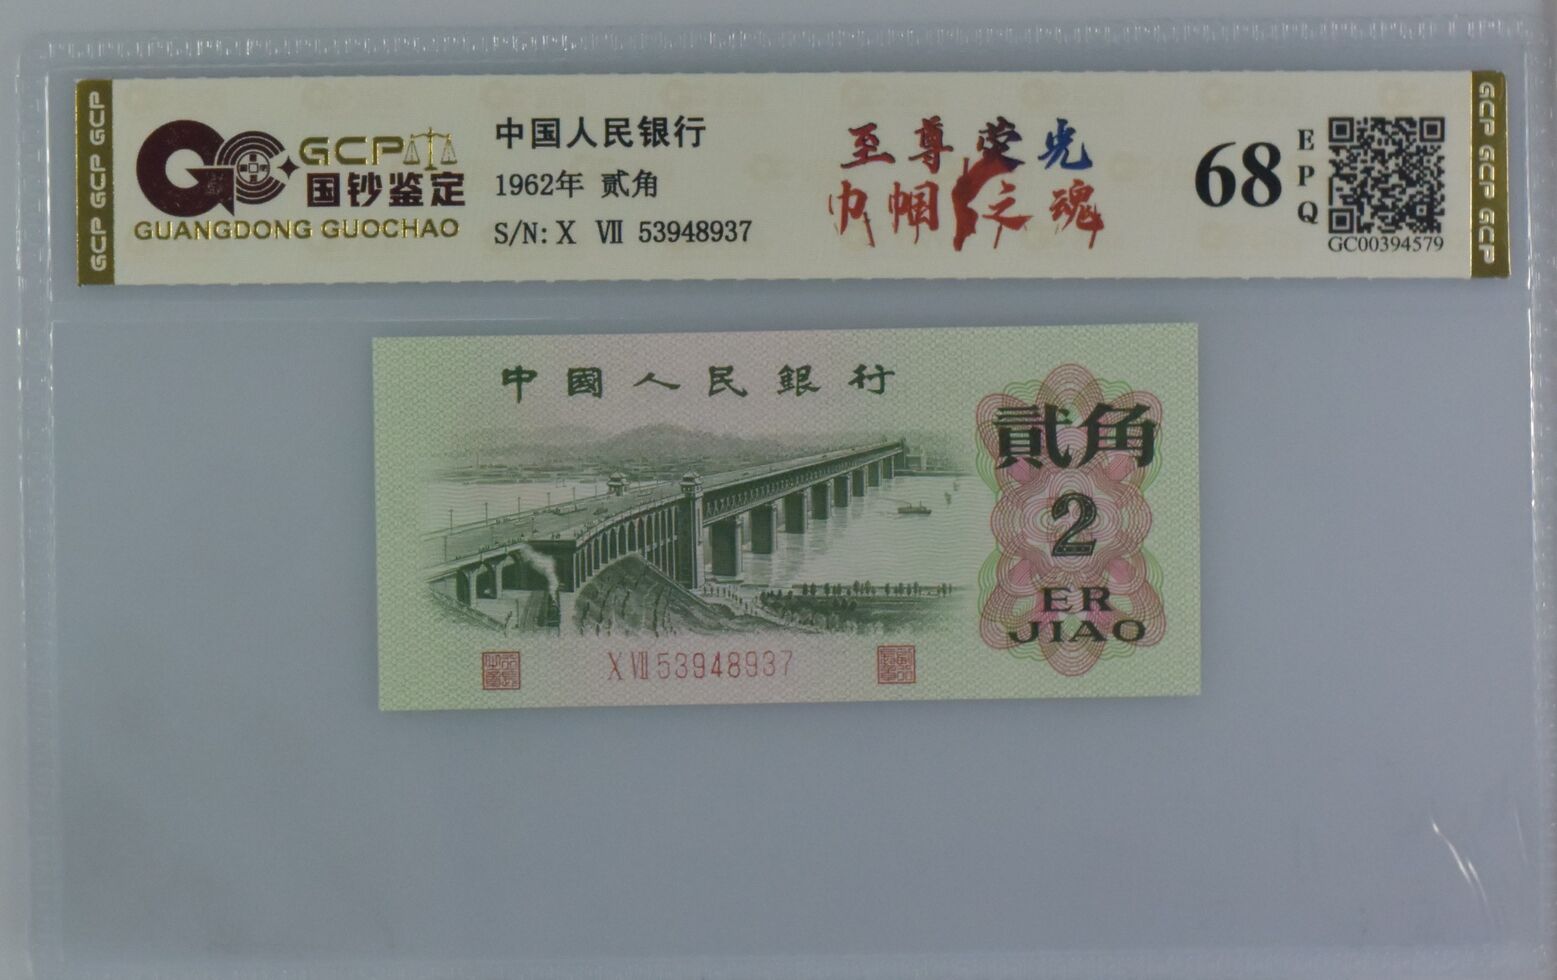 GCP GCP GCP
GCP
国钞鉴定
GUANGDONG GUOCHAO
中国人民银行
1962年 贰角
S/N: X Ⅶ 53948937
至尊荣光
巾帼之魂
68
EPQ
GC00394579
GCP GCP GCP
中國人民銀行
貳角
2
ER
JIAO
X Ⅶ 53948937